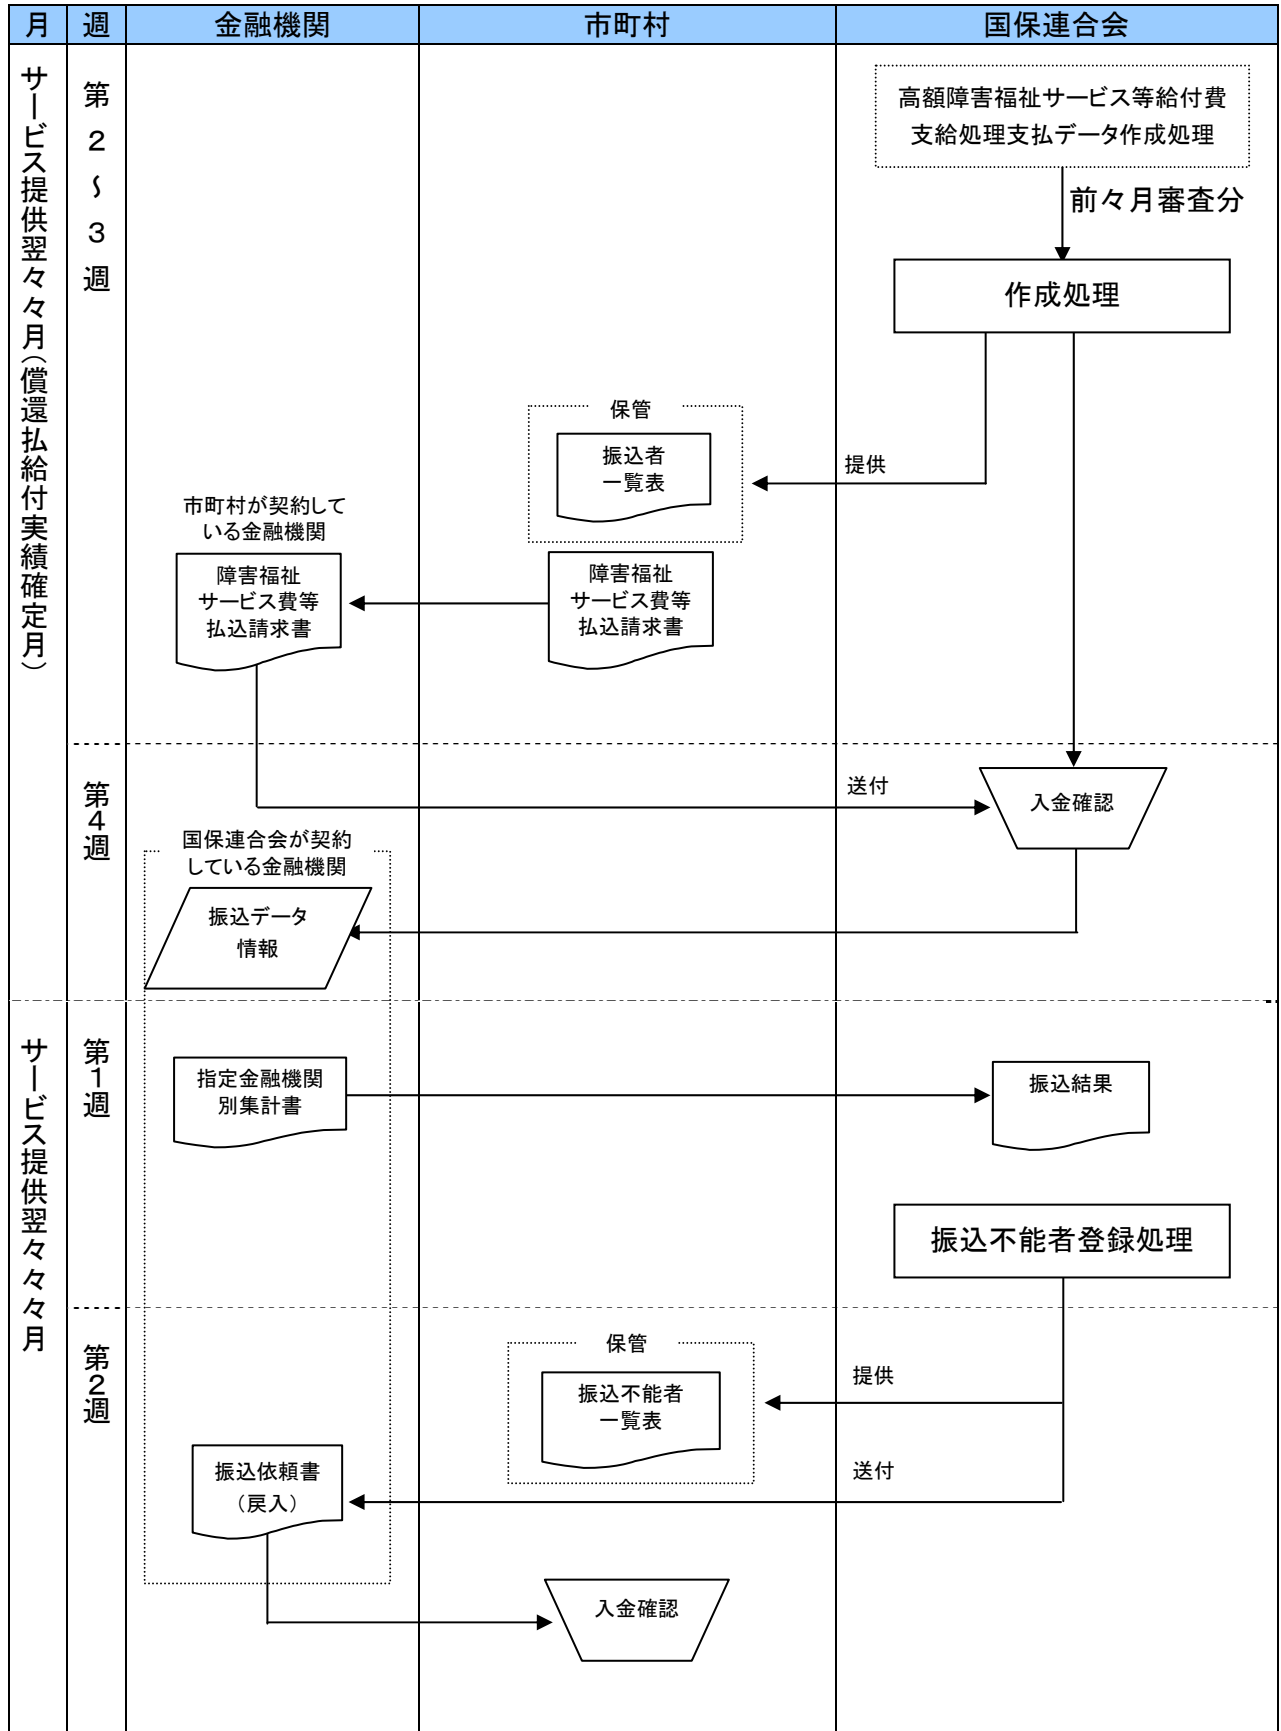 月
週
金融機関
市町村
国保連合会
サービス提供翌々月（償還払給付実績確定月）
第２～３週
高額障害福祉サービス等給付費
支給処理支払データ作成処理
前々月審査分
作成処理
保管
振込者
一覧表
提供
市町村が契約して
いる金融機関
障害福祉
サービス費等
払込請求書
障害福祉
サービス費等
払込請求書
第４週
送付
入金確認
国保連合会が契約
している金融機関
振込データ
情報
サービス提供翌々々月
第１週
指定金融機関
別集計書
振込結果
振込不能者登録処理
第２週
保管
振込不能者
一覧表
提供
振込依頼書
（戻入）
送付
入金確認